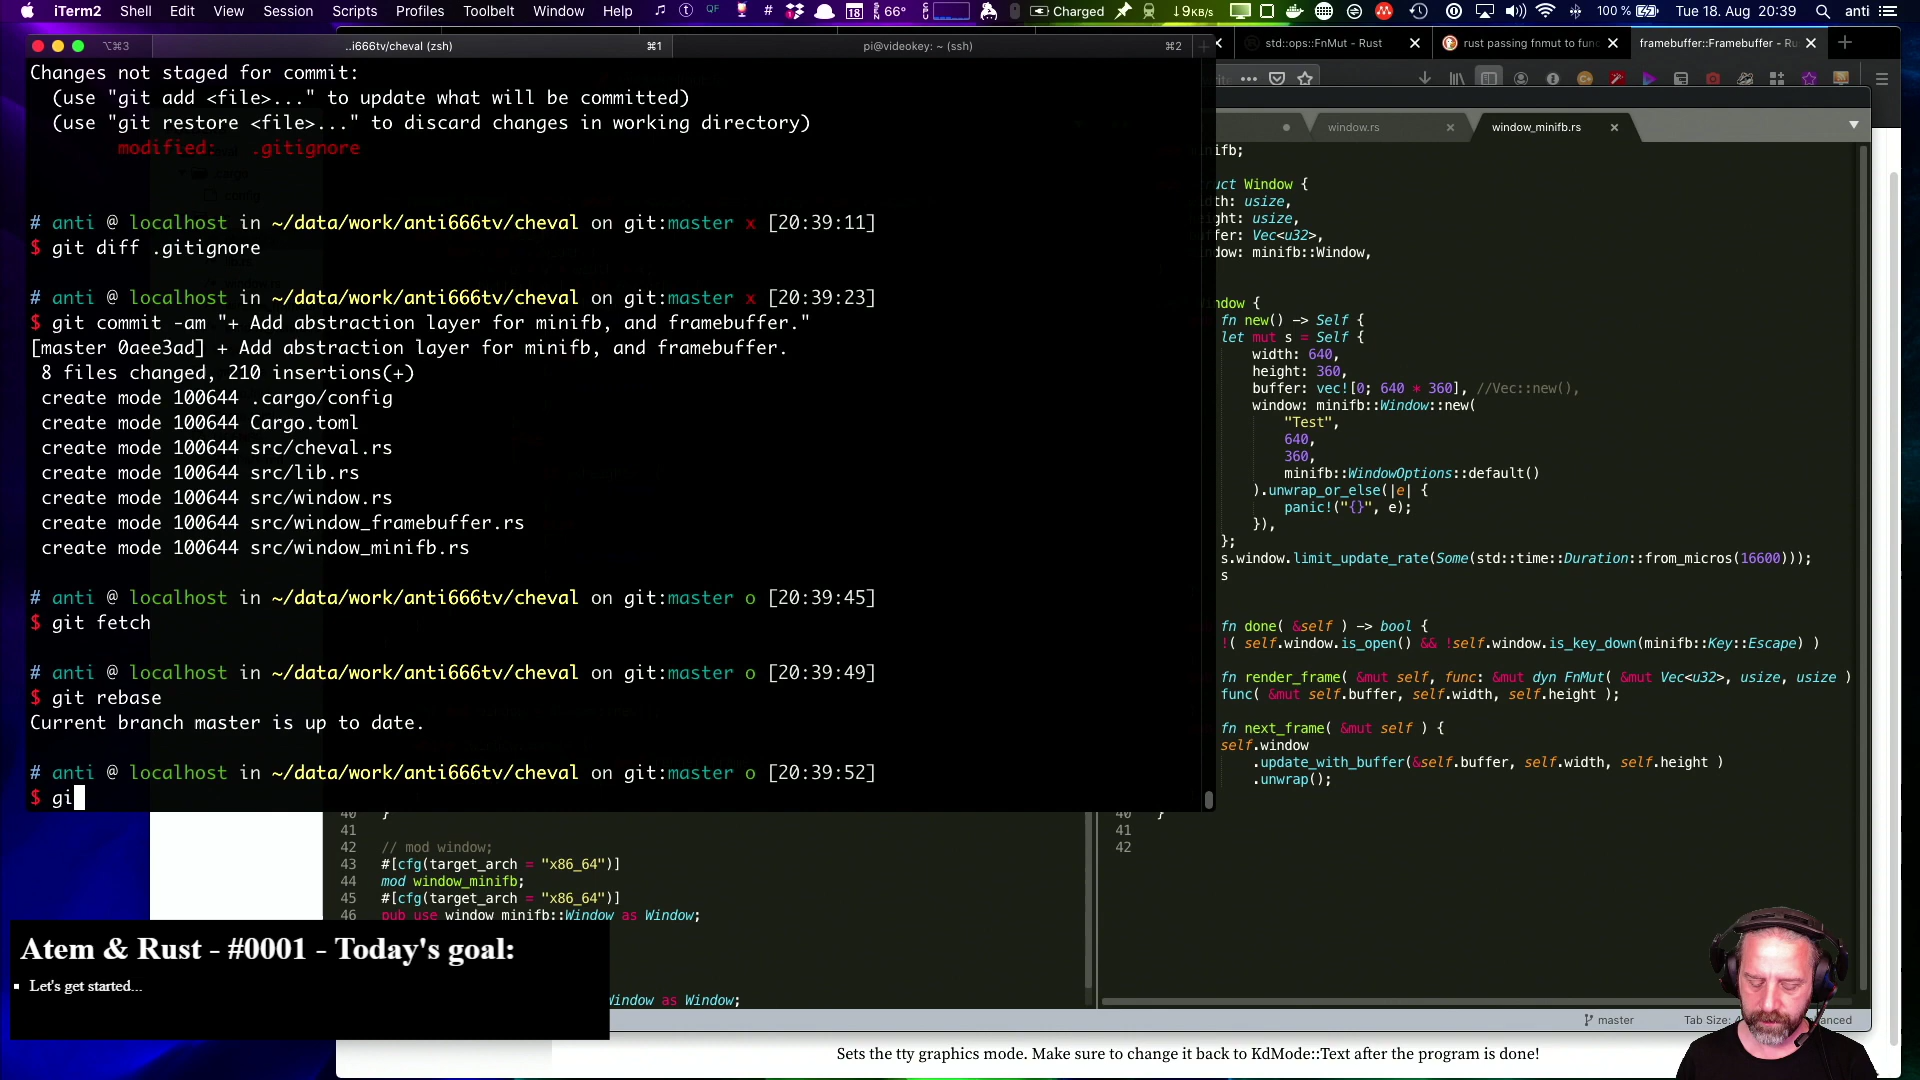 iTerm2 Shell Edit View Session Scripts Profiles Toolbelt Window Help
66° Charged 9KB/s 100 % Tue 18. Aug 20:39 anti
⌥⌘3 ..i666tv/cheval (zsh) ⌘1 pi@videokey: ~ (ssh) ⌘2
std::ops::FnMut - Rust
rust passing fnmut to func
framebuffer::Framebuffer - Ru
Changes not staged for commit:
(use "git add <file>..." to update what will be committed)
(use "git restore <file>..." to discard changes in working directory)
modified: .gitignore
# anti @ localhost in ~/data/work/anti666tv/cheval on git:master x [20:39:11]
$ git diff .gitignore
# anti @ localhost in ~/data/work/anti666tv/cheval on git:master x [20:39:23]
$ git commit -am "+ Add abstraction layer for minifb, and framebuffer."
[master 0aee3ad] + Add abstraction layer for minifb, and framebuffer.
8 files changed, 210 insertions(+)
create mode 100644 .cargo/config
create mode 100644 Cargo.toml
create mode 100644 src/cheval.rs
create mode 100644 src/lib.rs
create mode 100644 src/window.rs
create mode 100644 src/window_framebuffer.rs
create mode 100644 src/window_minifb.rs
# anti @ localhost in ~/data/work/anti666tv/cheval on git:master o [20:39:45]
$ git fetch
# anti @ localhost in ~/data/work/anti666tv/cheval on git:master o [20:39:49]
$ git rebase
Current branch master is up to date.
# anti @ localhost in ~/data/work/anti666tv/cheval on git:master o [20:39:52]
$ gi
window.rs
window_minifb.rs
ifb;
uct Window {
th: usize,
ight: usize,
ffer: Vec<u32>,
ndow: minifb::Window,
indow {
fn new() -> Self {
let mut s = Self {
width: 640,
height: 360,
buffer: vec![0; 640 * 360], //Vec::new(),
window: minifb::Window::new(
"Test",
640,
360,
minifb::WindowOptions::default()
).unwrap_or_else(|e| {
panic!("{}", e);
}),
};
s.window.limit_update_rate(Some(std::time::Duration::from_micros(16600)));
s
fn done( &self ) -> bool {
!( self.window.is_open() && !self.window.is_key_down(minifb::Key::Escape) )
fn render_frame( &mut self, func: &mut dyn FnMut( &mut Vec<u32>, usize, usize )
func( &mut self.buffer, self.width, self.height );
fn next_frame( &mut self ) {
self.window
.update_with_buffer(&self.buffer, self.width, self.height )
.unwrap();
40 }
41
42 // mod window;
43 #[cfg(target_arch = "x86_64")]
44 mod window_minifb;
45 #[cfg(target_arch = "x86_64")]
46 pub use window_minifb::Window as Window;
Window as Window;
40 }
41
42
master Tab Size:
Atem & Rust - #0001 - Today's goal:
Let's get started...
Sets the tty graphics mode. Make sure to change it back to KdMode::Text after the program is done!